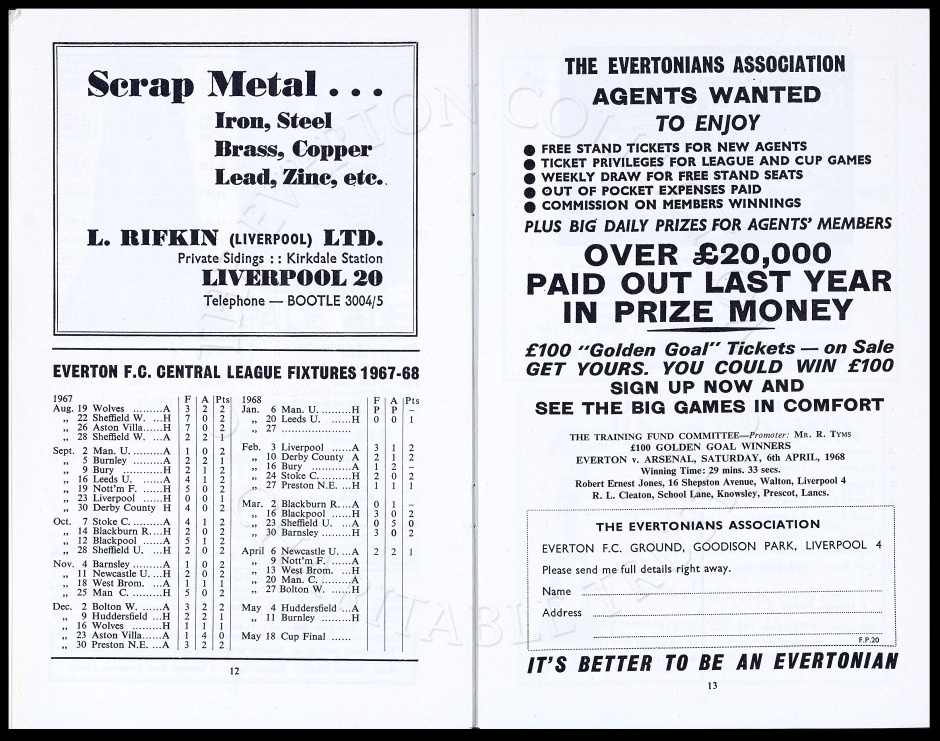 Scrap Metal . . .
Iron, Steel
Brass, Copper
Lead, Zinc, etc.
L. RIFKIN (LIVERPOOL) LTD.
Private Sidings : : Kirkdale Station
LIVERPOOL 20
Telephone — BOOTLE 3004/5
EVERTON F.C. CENTRAL LEAGUE FIXTURES 1967-68
1967 F A Pts
Aug. 19 Wolves .........A 3 2 2
„ 22 Sheffield W. ...H 7 0 2
„ 26 Aston Villa......H 7 0 2
„ 28 Sheffield W. ...A 2 2 1
Sept. 2 Man. U. .........A 1 0 2
„ 5 Burnley .........A 2 2 1
„ 9 Bury ............H 2 1 2
„ 16 Leeds U. .........A 4 1 2
„ 19 Nott'm F. ......H 5 0 2
„ 23 Liverpool ......H 0 0 1
„ 30 Derby County H 4 0 2
Oct. 7 Stoke C. .........A 4 1 2
„ 14 Blackburn R....H 2 0 2
„ 12 Blackpool ......A 5 1 2
„ 28 Sheffield U. ...H 2 0 2
Nov. 4 Barnsley .........A 1 0 2
„ 11 Newcastle U. ...H 2 0 2
„ 18 West Brom. ...A 1 1 1
„ 25 Man C. .........H 5 0 2
Dec. 2 Bolton W. ......A 3 2 2
„ 9 Huddersfield ...H 2 2 1
„ 16 Wolves .........H 1 1 1
„ 23 Aston Villa......A 1 4 0
„ 30 Preston N.E. ...A 3 2 2
1968 F A Pts
Jan. 6 Man. U. .........H P P –
„ 20 Leeds U. .........H 0 0 1
„ 27 ..................
Feb. 3 Liverpool ......A 3 1 2
„ 10 Derby County A 2 1 2
„ 16 Bury ............A 1 2 –
„ 24 Stoke C. .........H 2 0 2
„ 27 Preston N.E. ...H 1 1 1
Mar. 2 Blackburn R. ...A 0 1 –
„ 16 Blackpool ......H 3 0 2
„ 23 Sheffield U. ...A 0 5 0
„ 30 Barnsley .........H 3 0 2
April 6 Newcastle U. ...A 2 2 1
„ 9 Nott'm F. ......A
„ 13 West Brom. ...H
„ 20 Man. C. .........A
„ 27 Bolton W. ......H
May 4 Huddersfield ...A
„ 11 Burnley .........H
May 18 Cup Final ......
12
THE EVERTONIANS ASSOCIATION
AGENTS WANTED
TO ENJOY
● FREE STAND TICKETS FOR NEW AGENTS
● TICKET PRIVILEGES FOR LEAGUE AND CUP GAMES
● WEEKLY DRAW FOR FREE STAND SEATS
● OUT OF POCKET EXPENSES PAID
● COMMISSION ON MEMBERS WINNINGS
PLUS BIG DAILY PRIZES FOR AGENTS' MEMBERS
OVER £20,000
PAID OUT LAST YEAR
IN PRIZE MONEY
£100 "Golden Goal" Tickets — on Sale
GET YOURS. YOU COULD WIN £100
SIGN UP NOW AND
SEE THE BIG GAMES IN COMFORT
THE TRAINING FUND COMMITTEE—Promoter: MR. R. TYMS
£100 GOLDEN GOAL WINNERS
EVERTON v. ARSENAL, SATURDAY, 6th APRIL, 1968
Winning Time: 29 mins. 33 secs.
Robert Ernest Jones, 16 Shepston Avenue, Walton, Liverpool 4
R. L. Cleaton, School Lane, Knowsley, Prescot, Lancs.
THE EVERTONIANS ASSOCIATION
EVERTON F.C. GROUND, GOODISON PARK, LIVERPOOL 4
Please send me full details right away.
Name
Address
F.P.20
IT'S BETTER TO BE AN EVERTONIAN
13